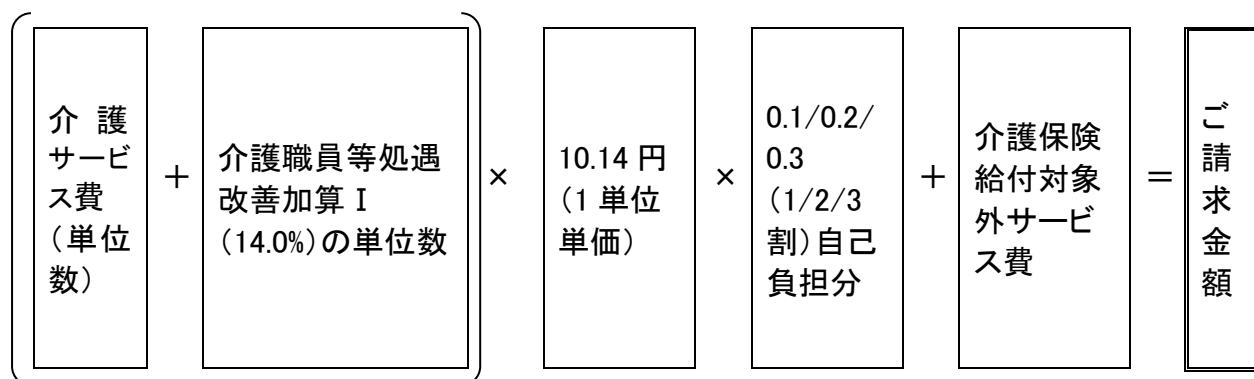 介 護
サービ
ス費
(単位
数)
+
介護職員等処遇
改善加算Ⅰ
(14.0%)の単位数
×
10.14 円
(1 単位
単価)
×
0.1/0.2/
0.3
(1/2/3
割)自己
負担分
+
介護保険
給付対象
外サービ
ス費
=
ご
請
求
金
額